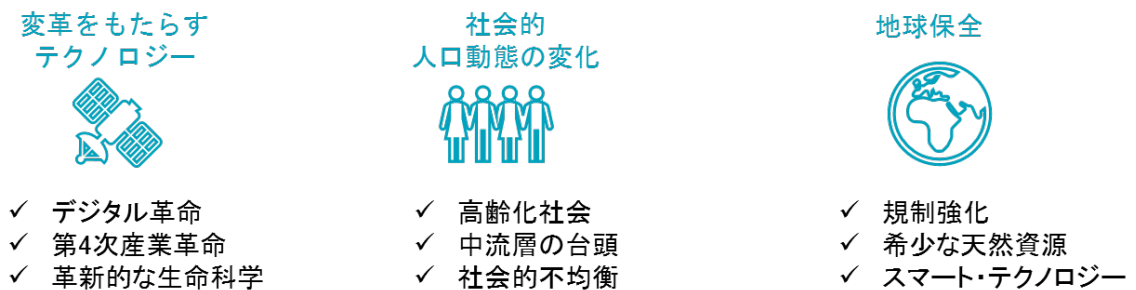 変革をもたらす
テクノロジー
社会的
人口動態の変化
地球保全
✓ デジタル革命
✓ 第4次産業革命
✓ 革新的な生命科学
✓ 高齢化社会
✓ 中流層の台頭
✓ 社会的不均衡
✓ 規制強化
✓ 希少な天然資源
✓ スマート・テクノロジー